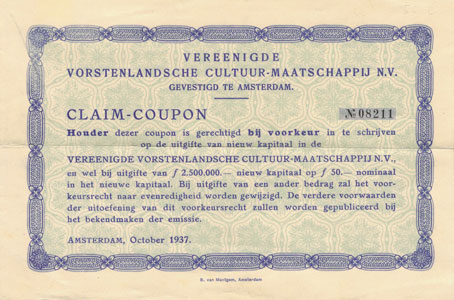 VEREENIGDE
VORSTENLANDSCHE CULTUUR-MAATSCHAPPIJ N.V.
GEVESTIGD TE AMSTERDAM.
CLAIM-COUPON
№ 08211
Houder dezer coupon is gerechtigd bij voorkeur in te schrijven
op de uitgifte van nieuw kapitaal in de
VEREENIGDE VORSTENLANDSCHE CULTUUR-MAATSCHAPPIJ N.V.,
en wel bij uitgifte van ƒ 2.500.000.— nieuw kapitaal op ƒ 50.— nominaal
in het nieuwe kapitaal. Bij uitgifte van een ander bedrag zal het voor-
keursrecht naar evenredigheid worden gewijzigd. De verdere voorwaarden
der uitoefening van dit voorkeursrecht zullen worden gepubliceerd bij
het bekendmaken der emissie.
AMSTERDAM, October 1937.
R. van Mantgem, Amsterdam